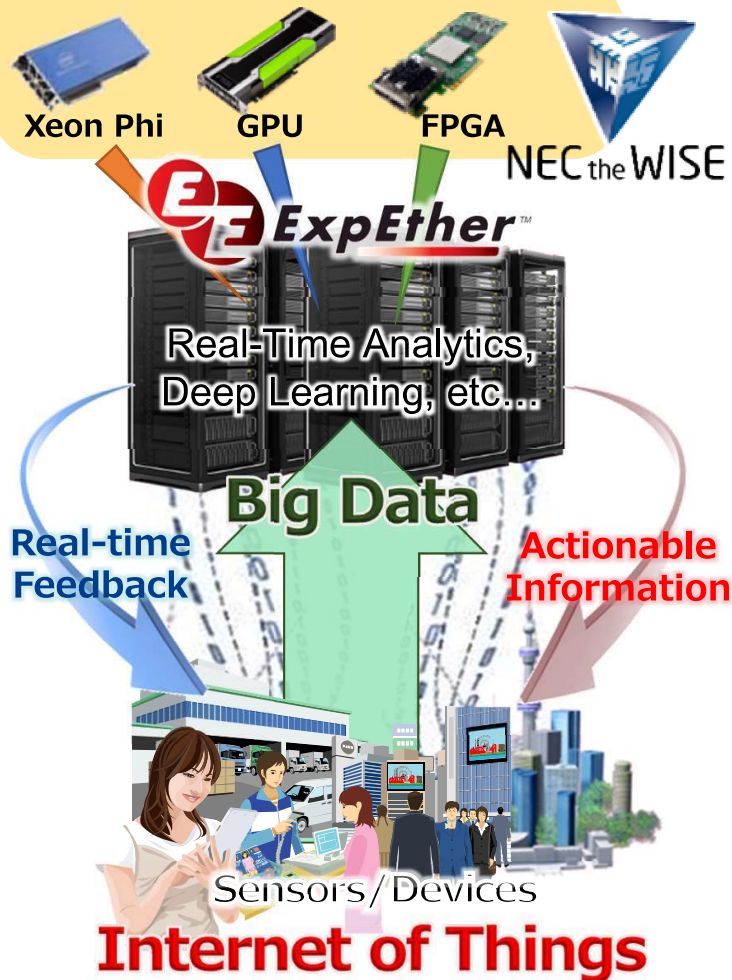 Xeon Phi
GPU
FPGA
NEC the WISE
ExpEther™
Real-Time Analytics,
Deep Learning, etc…
Big Data
Real-time
Feedback
Actionable
Information
Sensors/Devices
Internet of Things